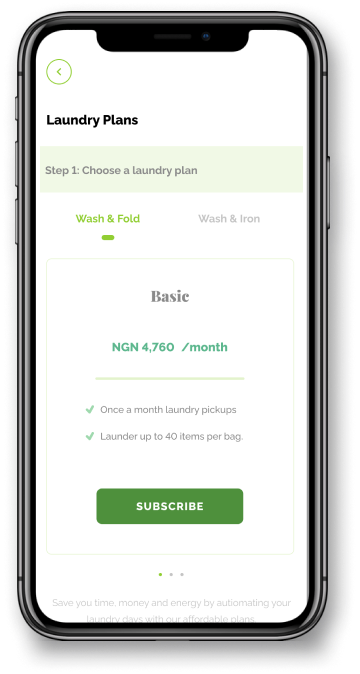 Laundry Plans
Step 1: Choose a laundry plan
Wash & Fold Wash & Iron
Basic
NGN 4,760 /month
Once a month laundry pickups
Launder up to 40 items per bag.
SUBSCRIBE
Save you time, money and energy by autiomating your
laundry days with our affordable plans.